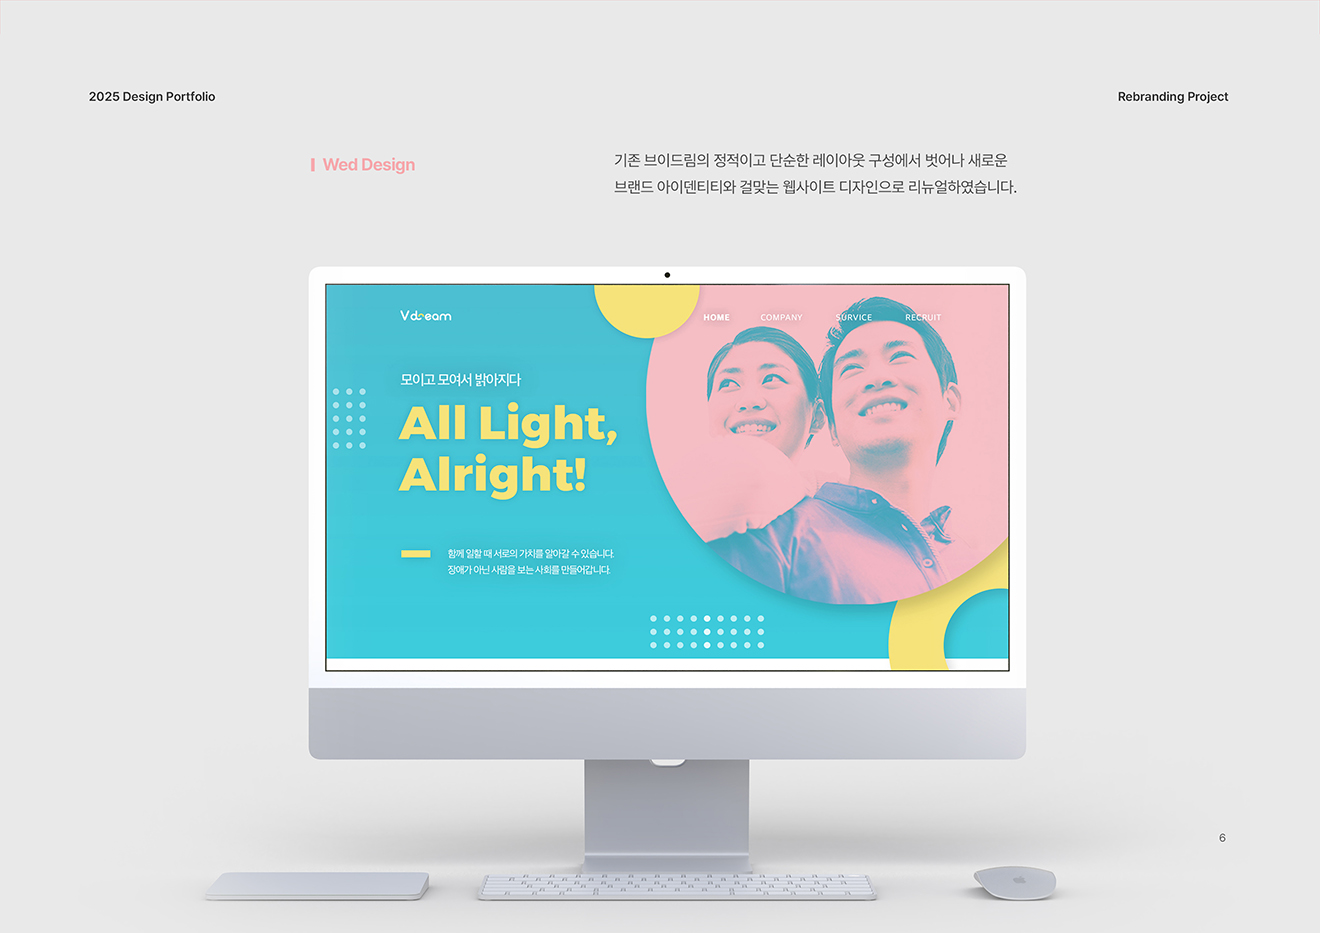 2025 Design Portfolio
Rebranding Project
Wed Design
기존 브이드림의 정적이고 단순한 레이아웃 구성에서 벗어나 새로운
브랜드 아이덴티티와 걸맞는 웹사이트 디자인으로 리뉴얼하였습니다.
Vdream
HOME COMPANY SURVICE RECRUIT
모이고 모여서 밝아지다
All Light,
Alright!
함께 일할 때 서로의 가치를 알아갈 수 있습니다.
장애가 아닌 사람을 보는 사회를 만들어갑니다.
6